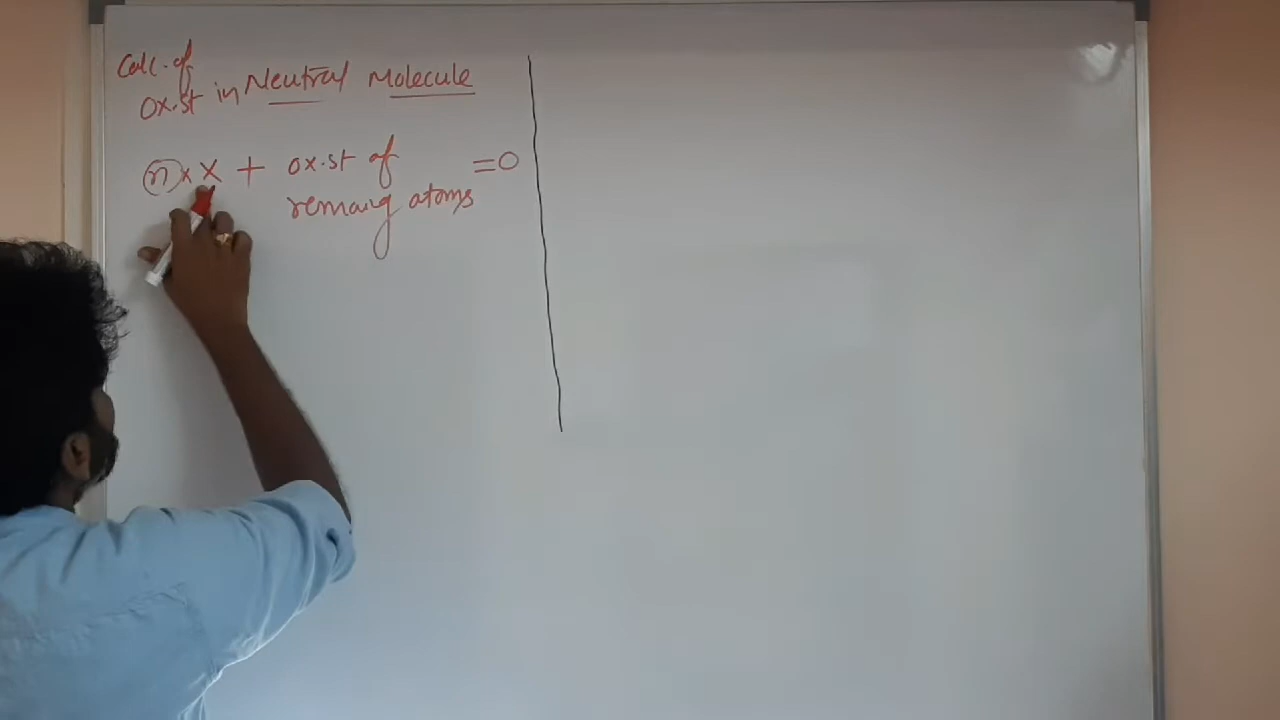 Calc. of
ox.st in Neutral Molecule
n × X + ox.st of = 0
remaing atoms